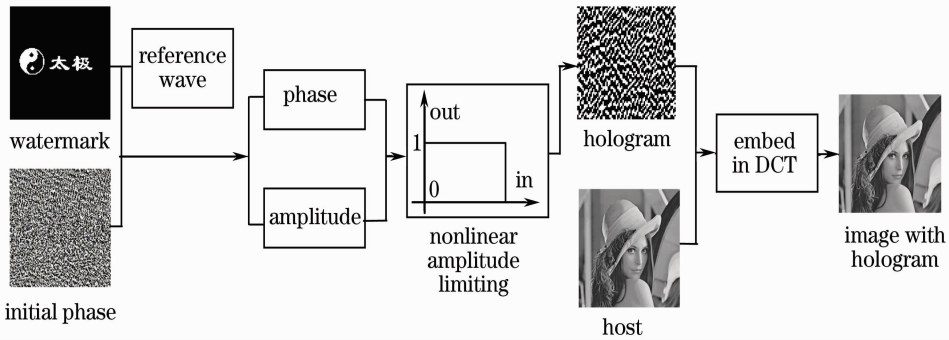 太极
watermark
initial phase
reference
wave
phase
amplitude
out
1
0
in
nonlinear
amplitude
limiting
hologram
host
embed
in DCT
image with
hologram